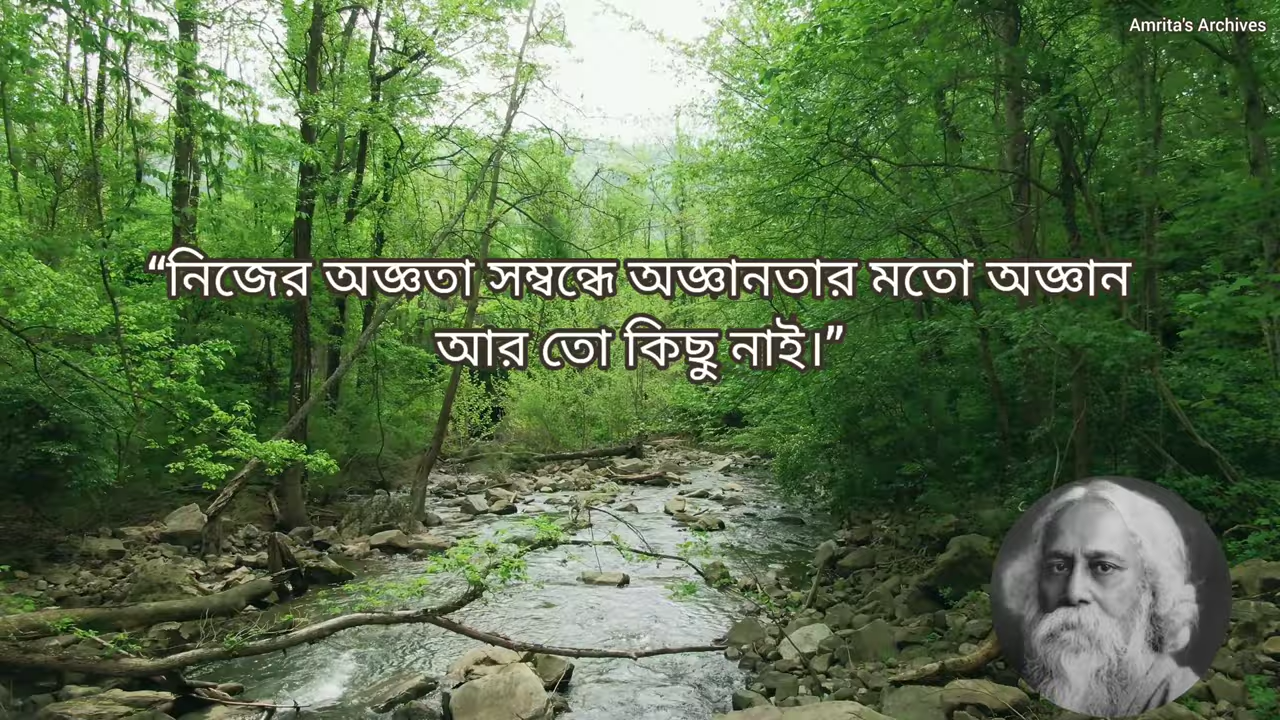 Amrita's Archives
“নিজের অজ্ঞতা সম্বন্ধে অজ্ঞানতার মতো অজ্ঞান
আর তো কিছু নাই।”